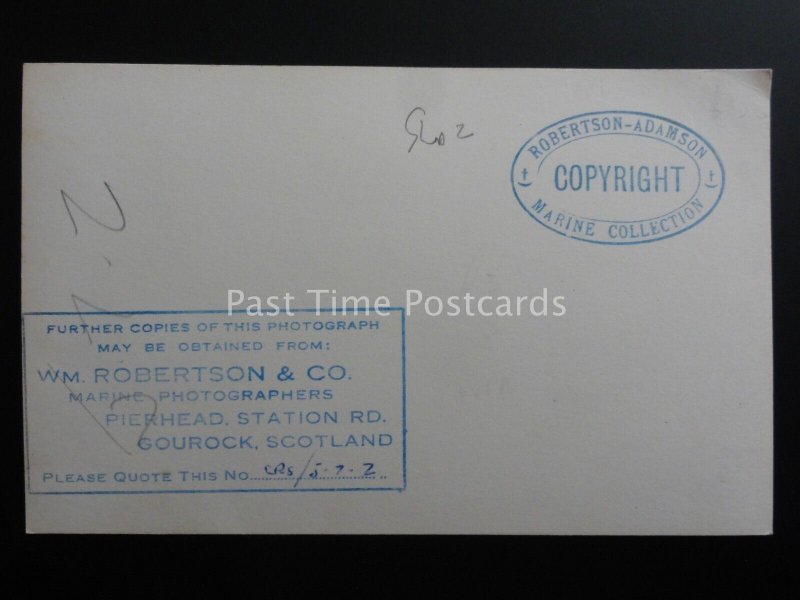 ROBERTSON-ADAMSON
COPYRIGHT
MARINE COLLECTION
Past Time Postcards
FURTHER COPIES OF THIS PHOTOGRAPH
MAY BE OBTAINED FROM:
WM. ROBERTSON & CO.
MARINE PHOTOGRAPHERS
PIERHEAD, STATION RD.
GOUROCK, SCOTLAND
PLEASE QUOTE THIS NO.